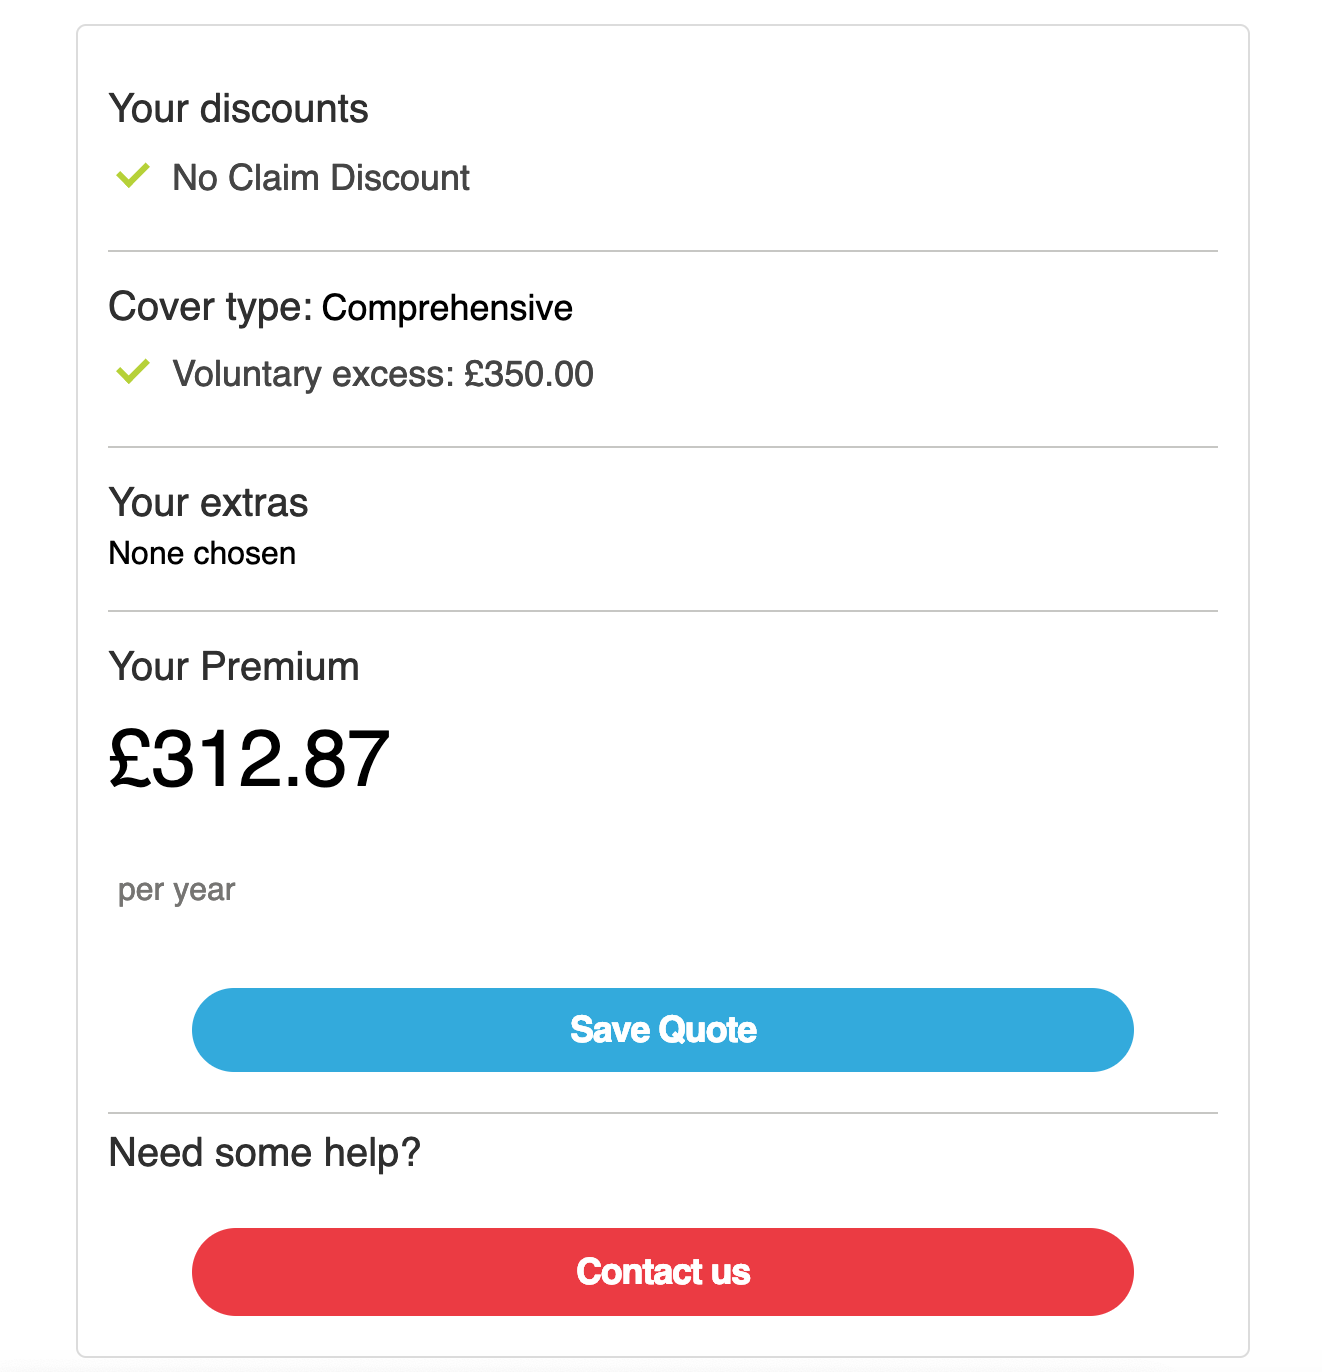 Your discounts
No Claim Discount
Cover type: Comprehensive
Voluntary excess: £350.00
Your extras
None chosen
Your Premium
£312.87
per year
Save Quote
Need some help?
Contact us